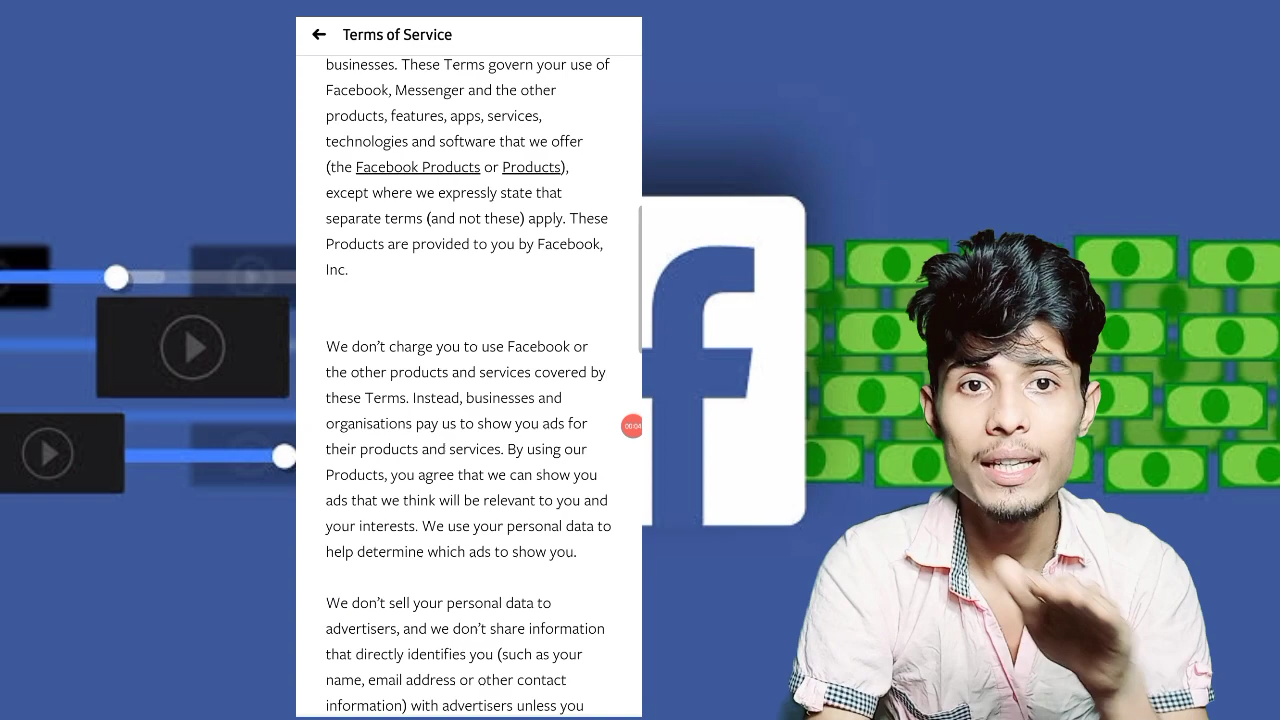 Terms of Service
businesses. These Terms govern your use of
Facebook, Messenger and the other
products, features, apps, services,
technologies and software that we offer
(the Facebook Products or Products),
except where we expressly state that
separate terms (and not these) apply. These
Products are provided to you by Facebook,
Inc.
We don’t charge you to use Facebook or
the other products and services covered by
these Terms. Instead, businesses and
organisations pay us to show you ads for
their products and services. By using our
Products, you agree that we can show you
ads that we think will be relevant to you and
your interests. We use your personal data to
help determine which ads to show you.
We don’t sell your personal data to
advertisers, and we don’t share information
that directly identifies you (such as your
name, email address or other contact
information) with advertisers unless you
00:04
f